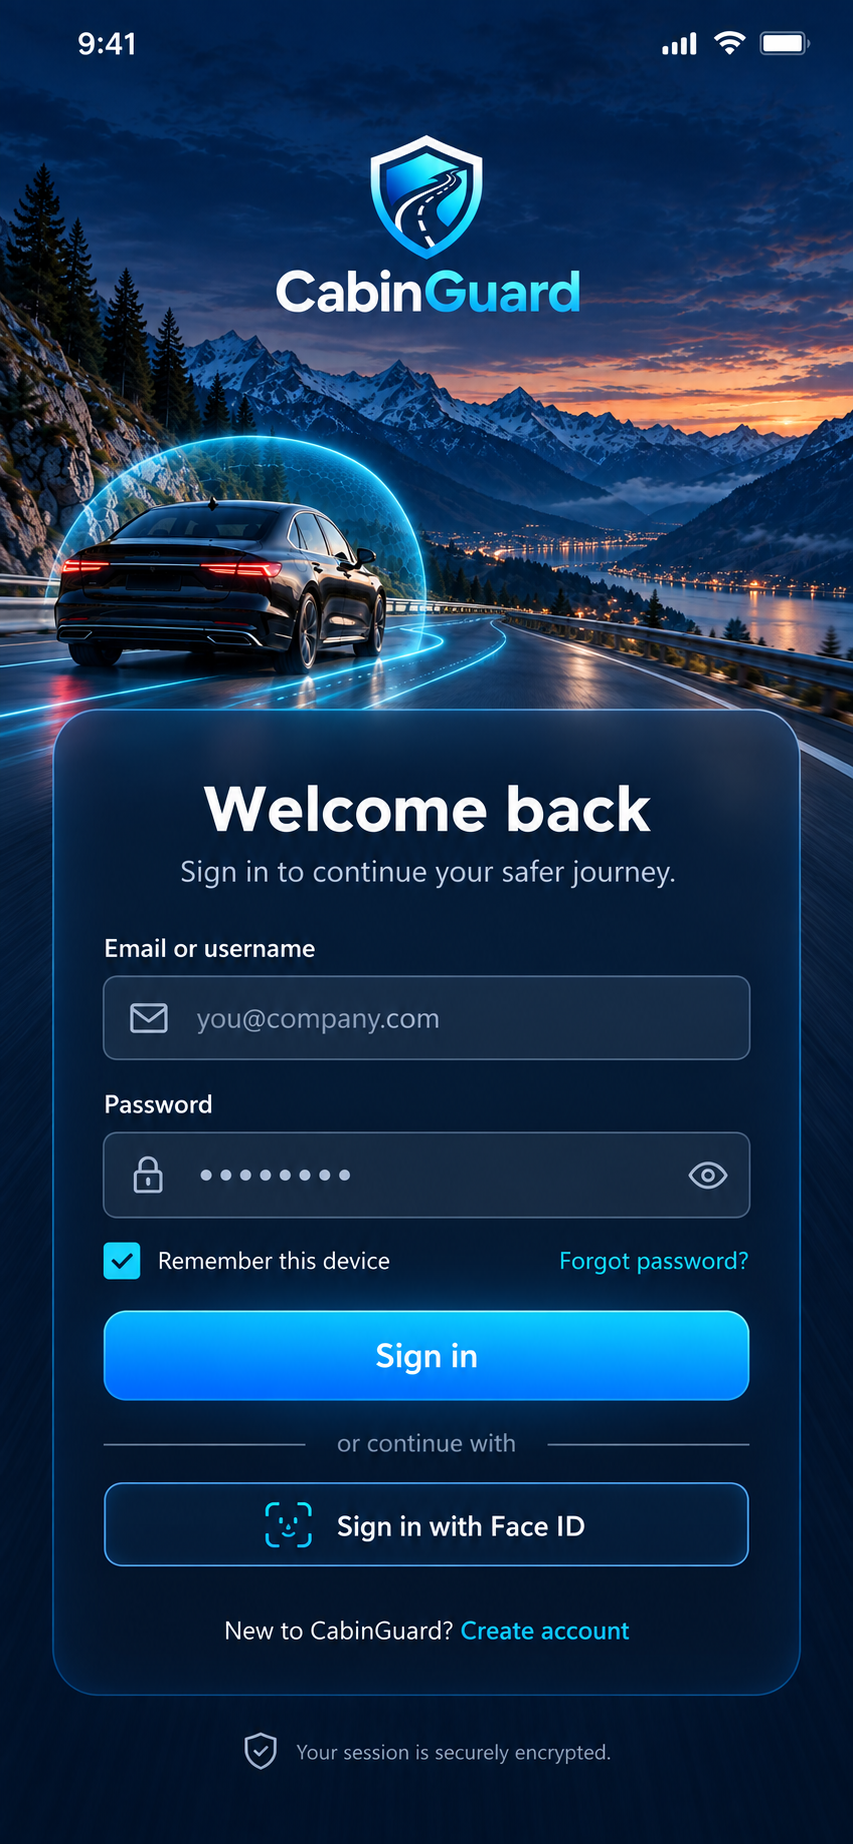 9:41
CabinGuard
Welcome back
Sign in to continue your safer journey.
Email or username
you@company.com
Password
Remember this device
Forgot password?
Sign in
or continue with
Sign in with Face ID
New to CabinGuard? Create account
Your session is securely encrypted.